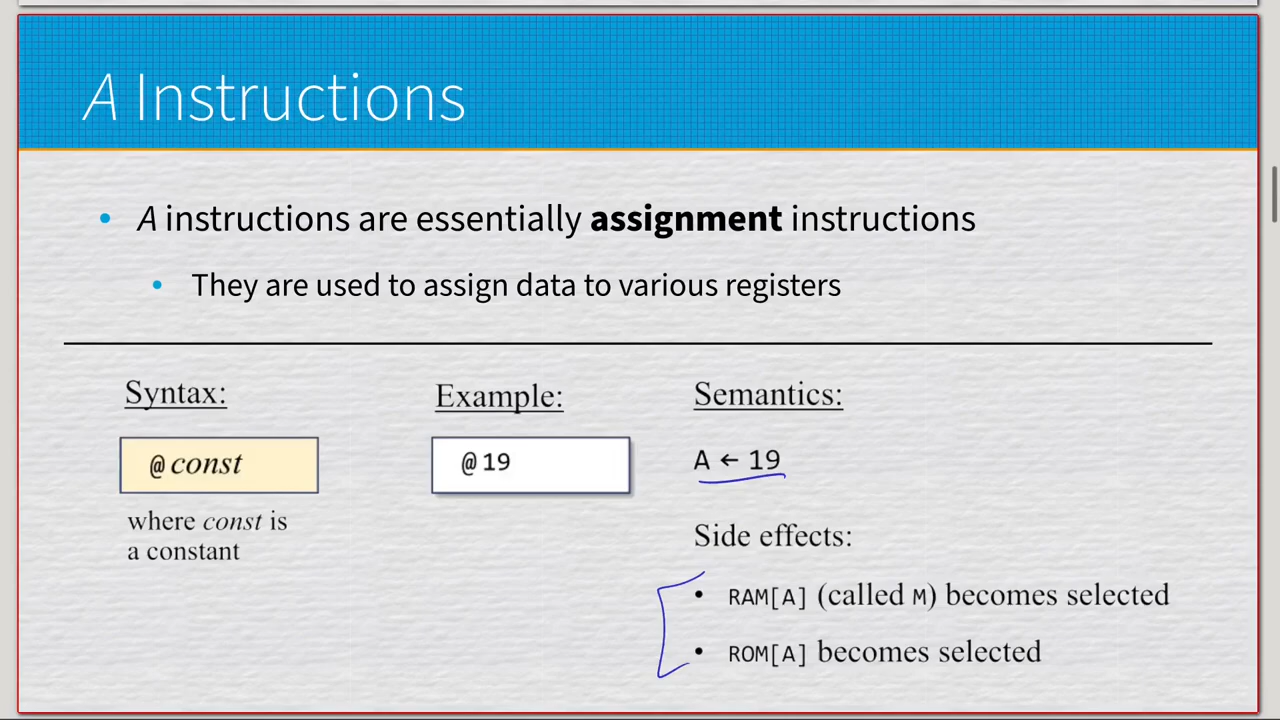 A Instructions
• A instructions are essentially assignment instructions
• They are used to assign data to various registers
Syntax:
@const
where const is
a constant
Example:
@19
Semantics:
A ← 19
Side effects:
• RAM[A] (called M) becomes selected
• ROM[A] becomes selected